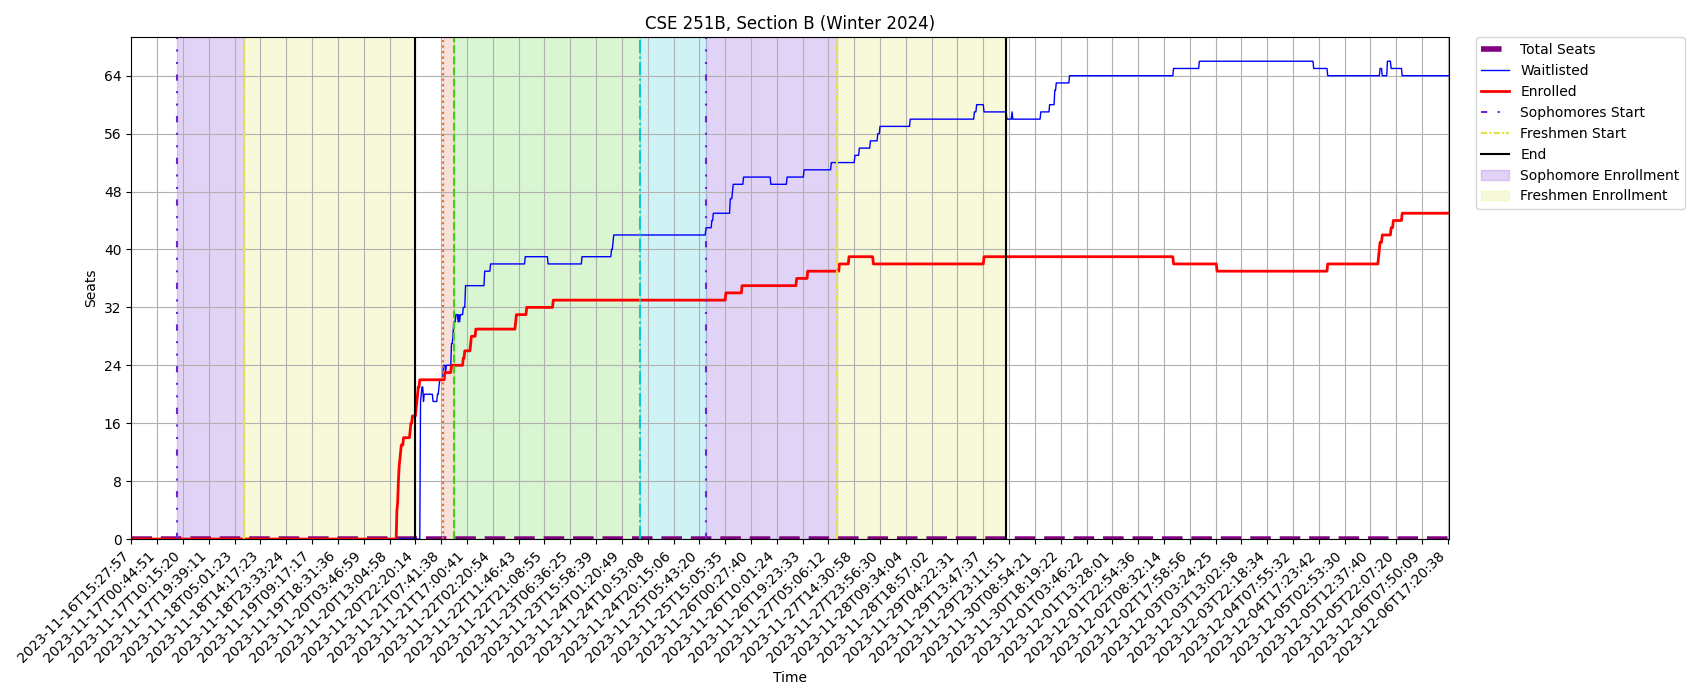 CSE 251B, Section B (Winter 2024)
Total Seats
Waitlisted
Enrolled
Sophomores Start
Freshmen Start
End
Sophomore Enrollment
Freshmen Enrollment
64
56
48
40
32
24
16
8
0
Seats
2023-11-16T15:27:57
2023-11-17T00:44:51
2023-11-17T10:15:20
2023-11-17T19:39:11
2023-11-18T05:01:23
2023-11-18T14:17:23
2023-11-18T23:33:24
2023-11-19T09:17:17
2023-11-19T18:31:36
2023-11-20T03:46:59
2023-11-20T13:04:58
2023-11-20T22:20:14
2023-11-21T07:41:38
2023-11-21T17:00:41
2023-11-22T02:20:54
2023-11-22T11:46:43
2023-11-22T21:08:55
2023-11-23T06:36:25
2023-11-23T15:58:39
2023-11-24T01:20:49
2023-11-24T10:53:08
2023-11-24T20:15:06
2023-11-25T05:43:20
2023-11-25T15:05:35
2023-11-26T00:27:40
2023-11-26T10:01:24
2023-11-26T19:23:33
2023-11-27T05:06:12
2023-11-27T14:30:58
2023-11-27T23:56:30
2023-11-28T09:34:04
2023-11-28T18:57:02
2023-11-29T04:22:31
2023-11-29T13:47:37
2023-11-29T23:11:51
2023-11-30T08:54:21
2023-11-30T18:19:22
2023-12-01T03:46:22
2023-12-01T13:28:01
2023-12-01T22:54:36
2023-12-02T08:32:14
2023-12-02T17:58:56
2023-12-03T03:24:25
2023-12-03T13:02:58
2023-12-03T22:18:34
2023-12-04T07:55:32
2023-12-04T17:23:42
2023-12-05T02:53:30
2023-12-05T12:37:40
2023-12-05T22:07:20
2023-12-06T07:50:09
2023-12-06T17:20:38
Time